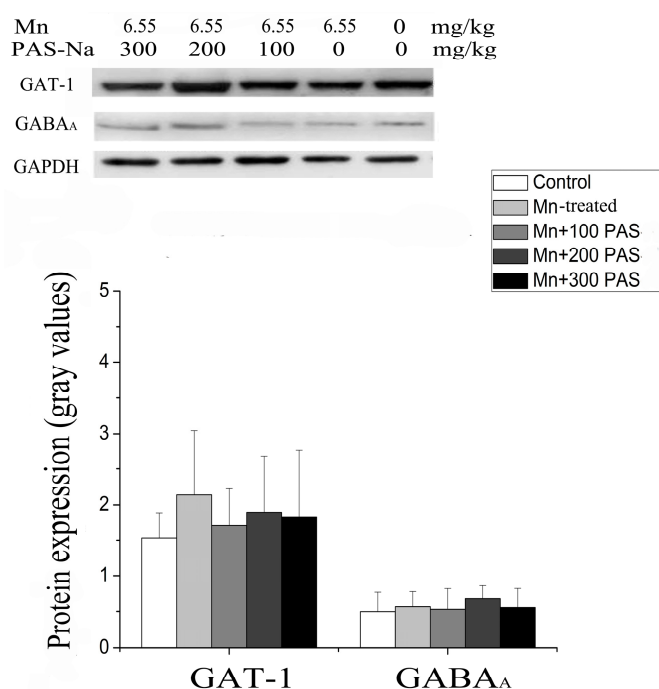 Mn 6.55 6.55 6.55 6.55 0 mg/kg
PAS-Na 300 200 100 0 0 mg/kg
GAT-1
GABAA
GAPDH
Control
Mn-treated
Mn+100 PAS
Mn+200 PAS
Mn+300 PAS
Protein expression (gray values)
5
4
3
2
1
0
GAT-1 GABAA